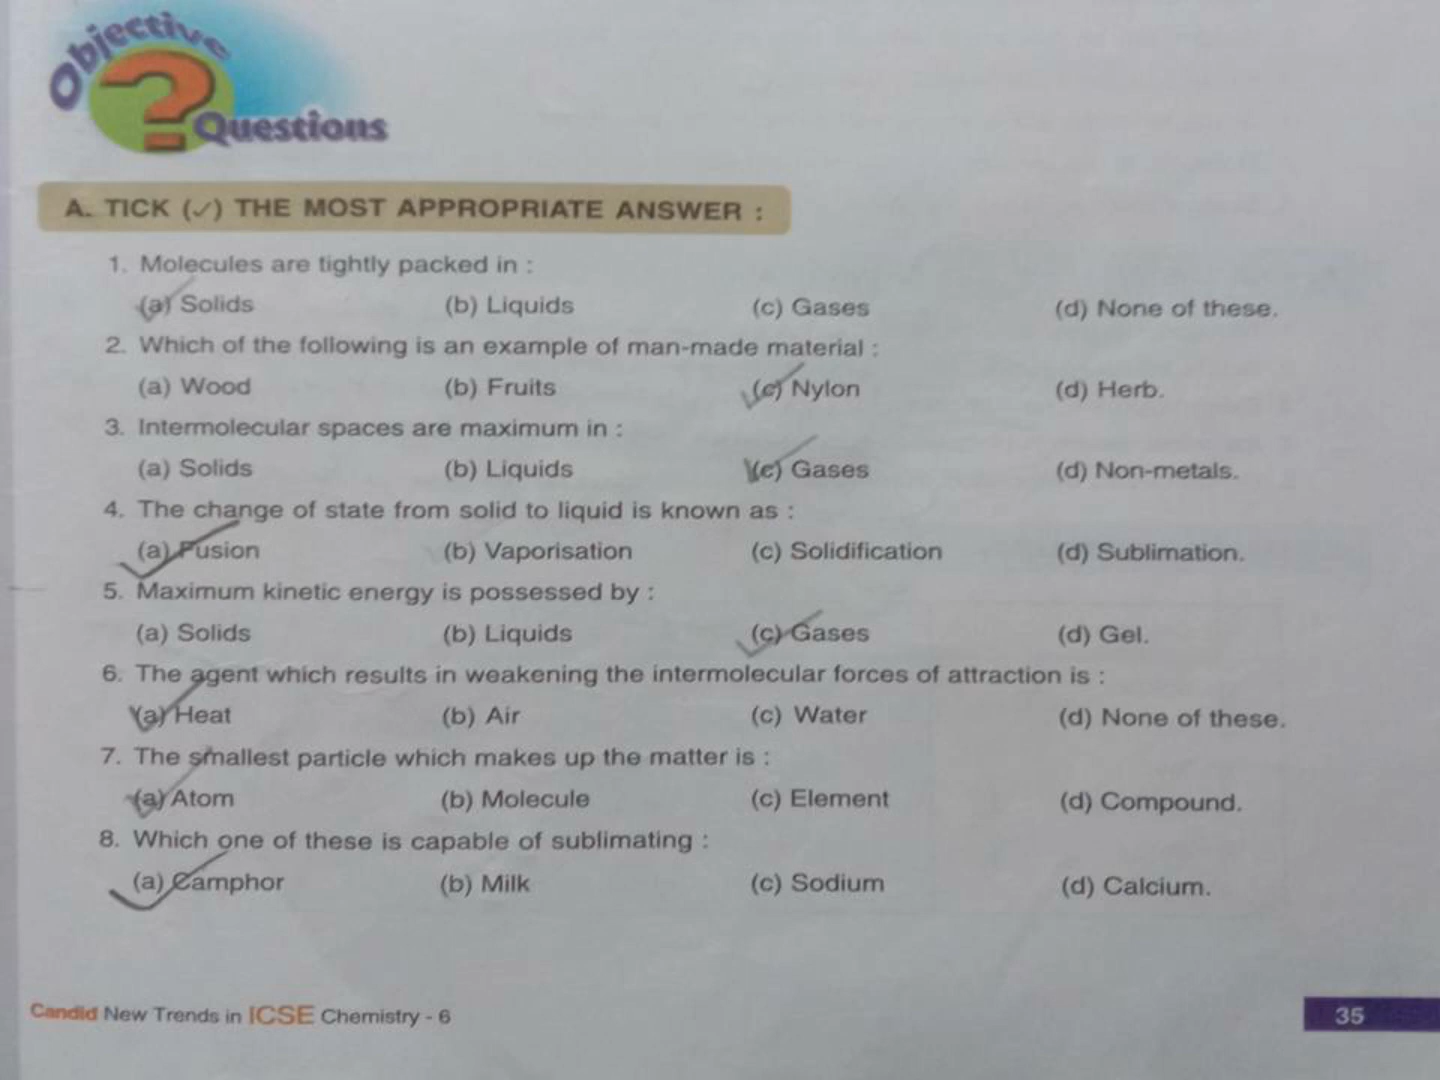 Objective
?
Questions
A. TICK (✓) THE MOST APPROPRIATE ANSWER :
1. Molecules are tightly packed in :
(a) Solids (b) Liquids (c) Gases (d) None of these.
2. Which of the following is an example of man-made material :
(a) Wood (b) Fruits (c) Nylon (d) Herb.
3. Intermolecular spaces are maximum in :
(a) Solids (b) Liquids (c) Gases (d) Non-metals.
4. The change of state from solid to liquid is known as :
(a) Fusion (b) Vaporisation (c) Solidification (d) Sublimation.
5. Maximum kinetic energy is possessed by :
(a) Solids (b) Liquids (c) Gases (d) Gel.
6. The agent which results in weakening the intermolecular forces of attraction is :
(a) Heat (b) Air (c) Water (d) None of these.
7. The smallest particle which makes up the matter is :
(a) Atom (b) Molecule (c) Element (d) Compound.
8. Which one of these is capable of sublimating :
(a) Camphor (b) Milk (c) Sodium (d) Calcium.
Candid New Trends in ICSE Chemistry - 6 35